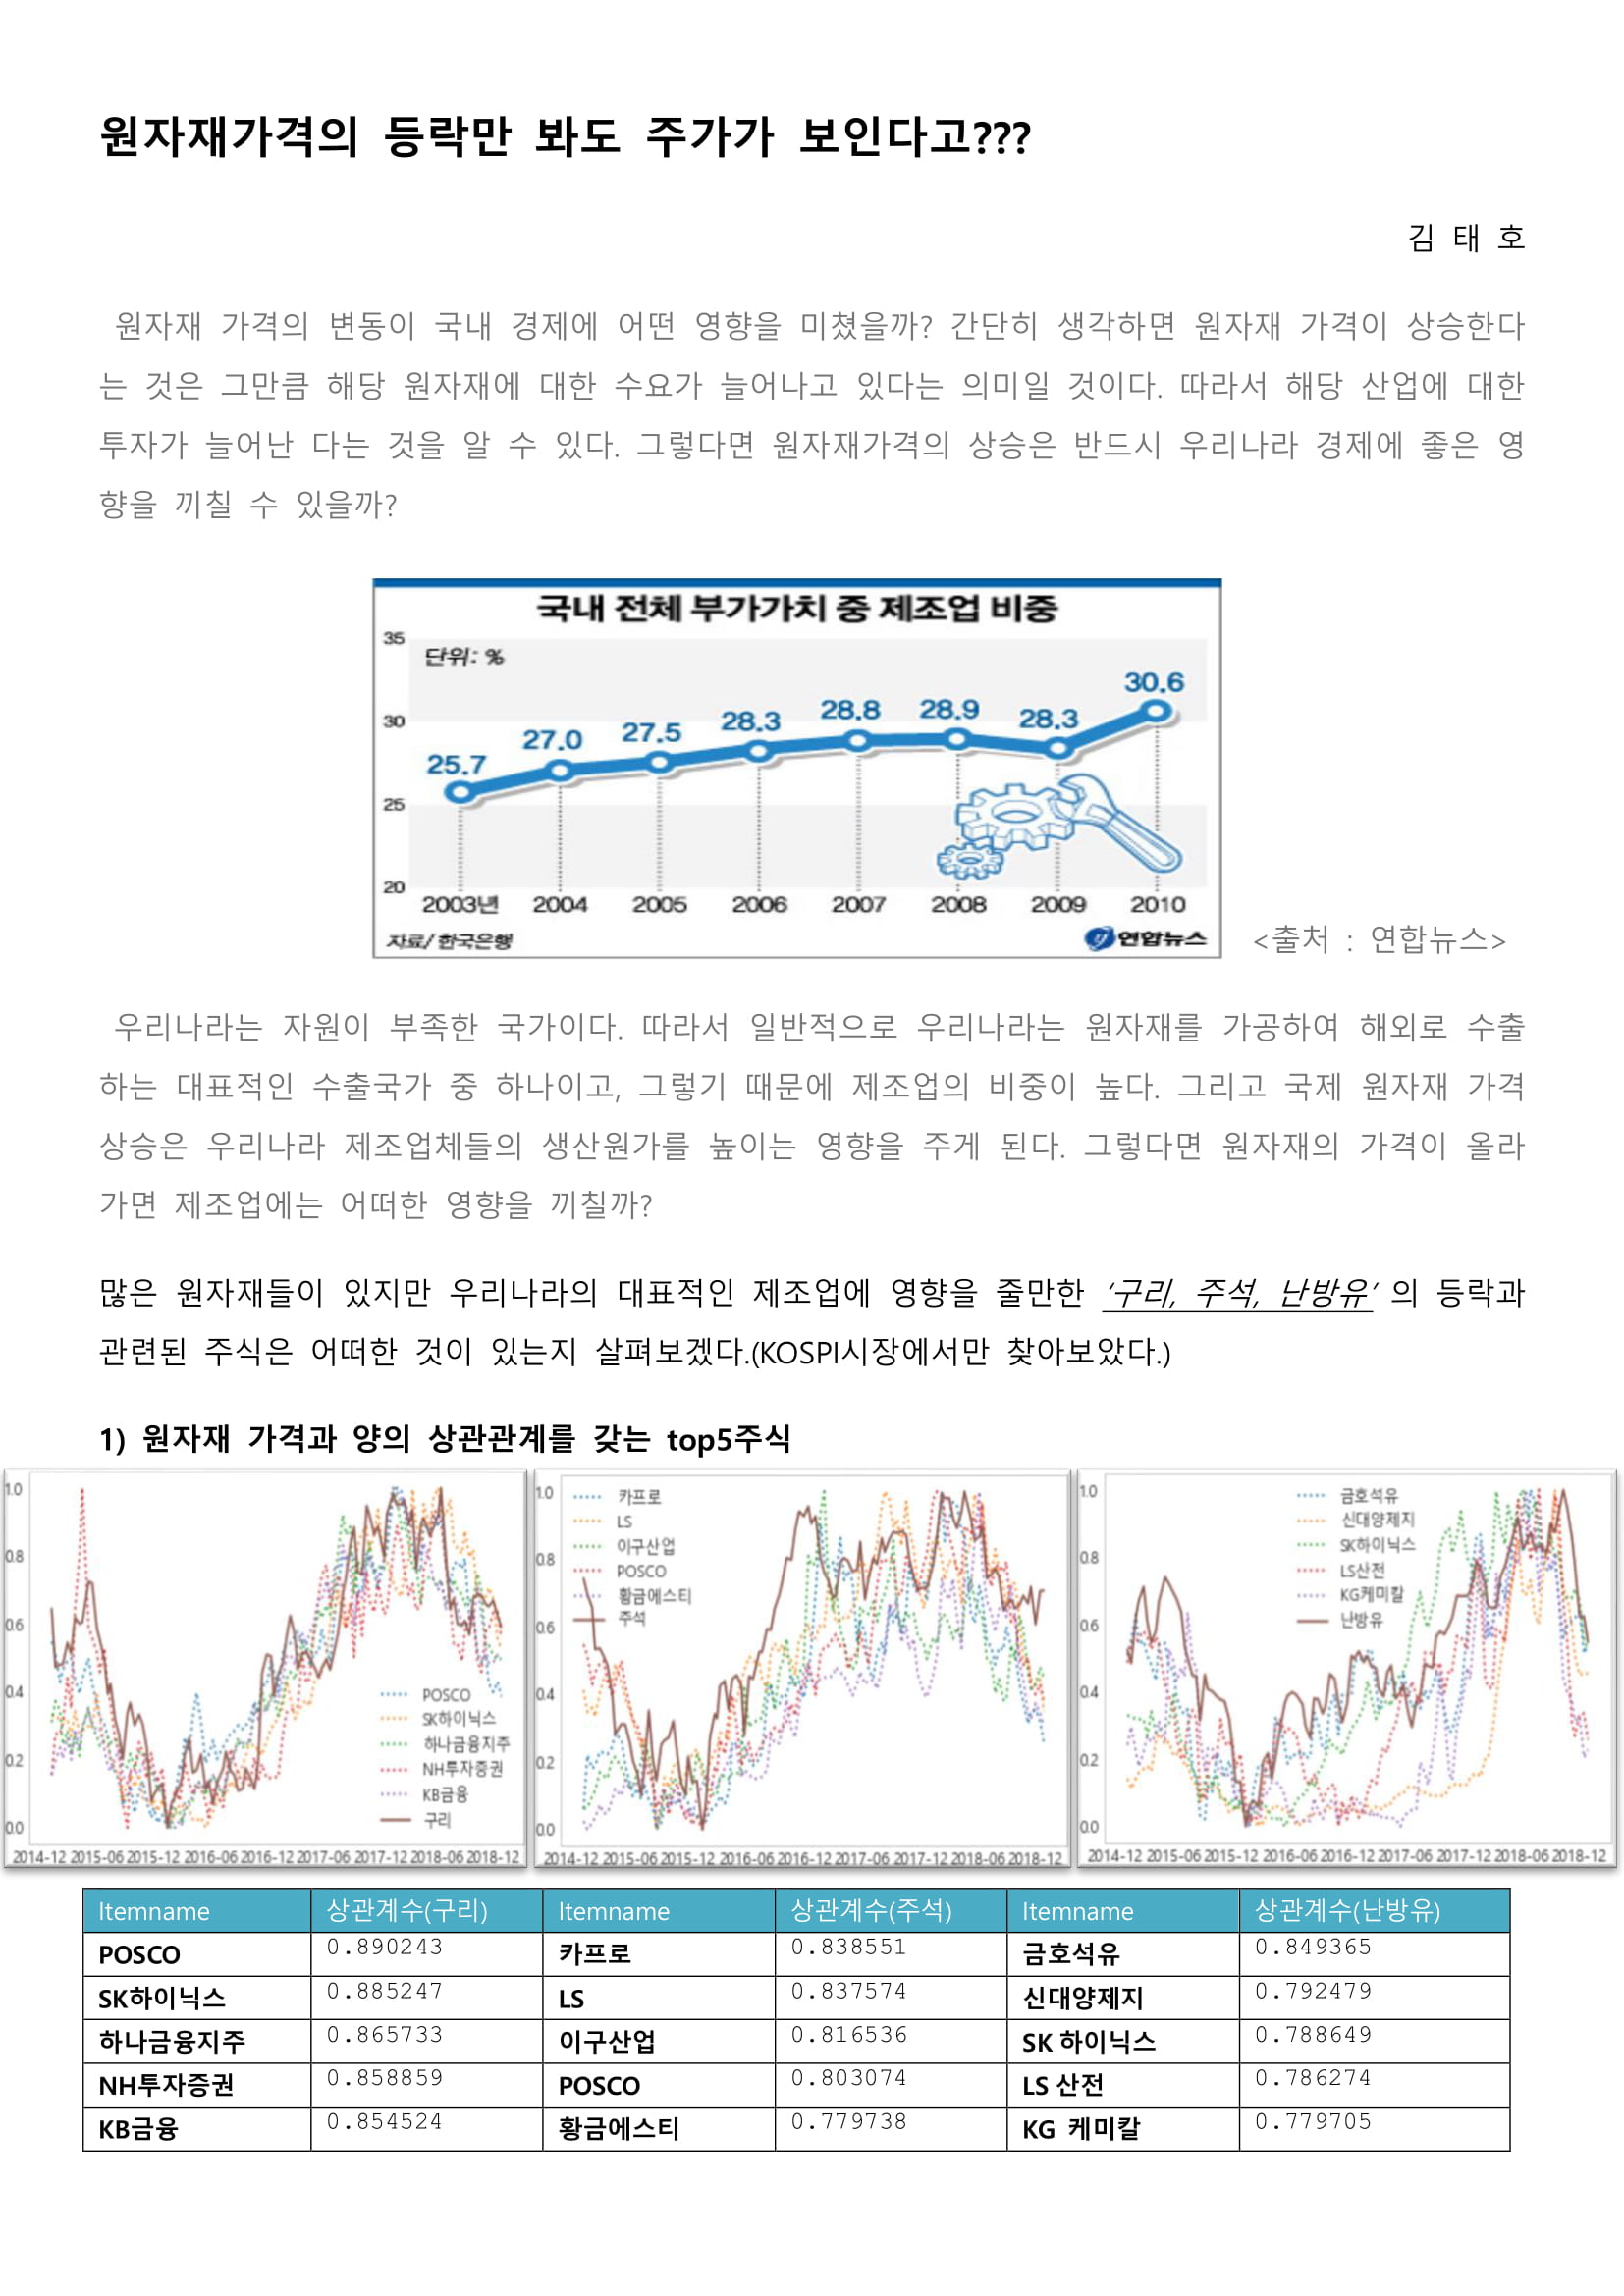 원자재가격의 등락만 봐도 주가가 보인다고???
김 태 호
원자재 가격의 변동이 국내 경제에 어떤 영향을 미쳤을까? 간단히 생각하면 원자재 가격이 상승한다
는 것은 그만큼 해당 원자재에 대한 수요가 늘어나고 있다는 의미일 것이다. 따라서 해당 산업에 대한
투자가 늘어난 다는 것을 알 수 있다. 그렇다면 원자재가격의 상승은 반드시 우리나라 경제에 좋은 영
향을 끼칠 수 있을까?
국내 전체 부가가치 중 제조업 비중
단위: %
35
30
25
20
25.7 27.0 27.5 28.3 28.8 28.9 28.3 30.6
2003년 2004 2005 2006 2007 2008 2009 2010
자료/한국은행 연합뉴스
<출처 : 연합뉴스>
우리나라는 자원이 부족한 국가이다. 따라서 일반적으로 우리나라는 원자재를 가공하여 해외로 수출
하는 대표적인 수출국가 중 하나이고, 그렇기 때문에 제조업의 비중이 높다. 그리고 국제 원자재 가격
상승은 우리나라 제조업체들의 생산원가를 높이는 영향을 주게 된다. 그렇다면 원자재의 가격이 올라
가면 제조업에는 어떠한 영향을 끼칠까?
많은 원자재들이 있지만 우리나라의 대표적인 제조업에 영향을 줄만한 ‘구리, 주석, 난방유’ 의 등락과
관련된 주식은 어떠한 것이 있는지 살펴보겠다.(KOSPI시장에서만 찾아보았다.)
1) 원자재 가격과 양의 상관관계를 갖는 top5주식
1.0
0.8
0.6
0.4
0.2
0.0
POSCO
SK하이닉스
하나금융지주
NH투자증권
KB금융
구리
2014-12 2015-06 2015-12 2016-06 2016-12 2017-06 2017-12 2018-06 2018-12
1.0
0.8
0.6
0.4
0.2
0.0
카프로
LS
이구산업
POSCO
황금에스티
주석
2014-12 2015-06 2015-12 2016-06 2016-12 2017-06 2017-12 2018-06 2018-12
1.0
0.8
0.6
0.4
0.2
0.0
금호석유
신대양제지
SK하이닉스
LS산전
KG케미칼
난방유
2014-12 2015-06 2015-12 2016-06 2016-12 2017-06 2017-12 2018-06 2018-12
Itemname 상관계수(구리) Itemname 상관계수(주석) Itemname 상관계수(난방유)
POSCO 0.890243 카프로 0.838551 금호석유 0.849365
SK하이닉스 0.885247 LS 0.837574 신대양제지 0.792479
하나금융지주 0.865733 이구산업 0.816536 SK 하이닉스 0.788649
NH투자증권 0.858859 POSCO 0.803074 LS 산전 0.786274
KB금융 0.854524 황금에스티 0.779738 KG 케미칼 0.779705